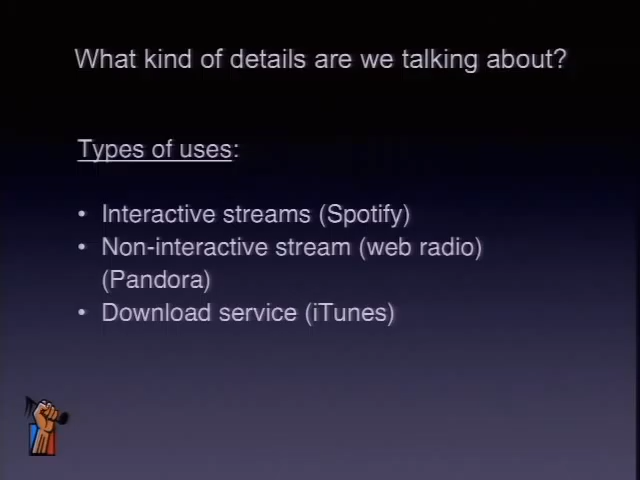 What kind of details are we talking about?
Types of uses:
• Interactive streams (Spotify)
• Non-interactive stream (web radio)
(Pandora)
• Download service (iTunes)